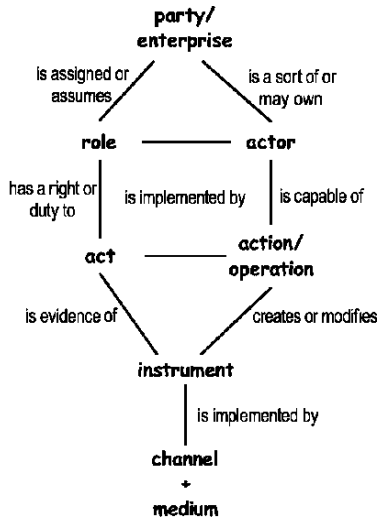 party/
enterprise
is assigned or
assumes
is a sort of or
may own
role
actor
has a right or
duty to
is implemented by
is capable of
act
action/
operation
is evidence of
creates or modifies
instrument
is implemented by
channel
+
medium